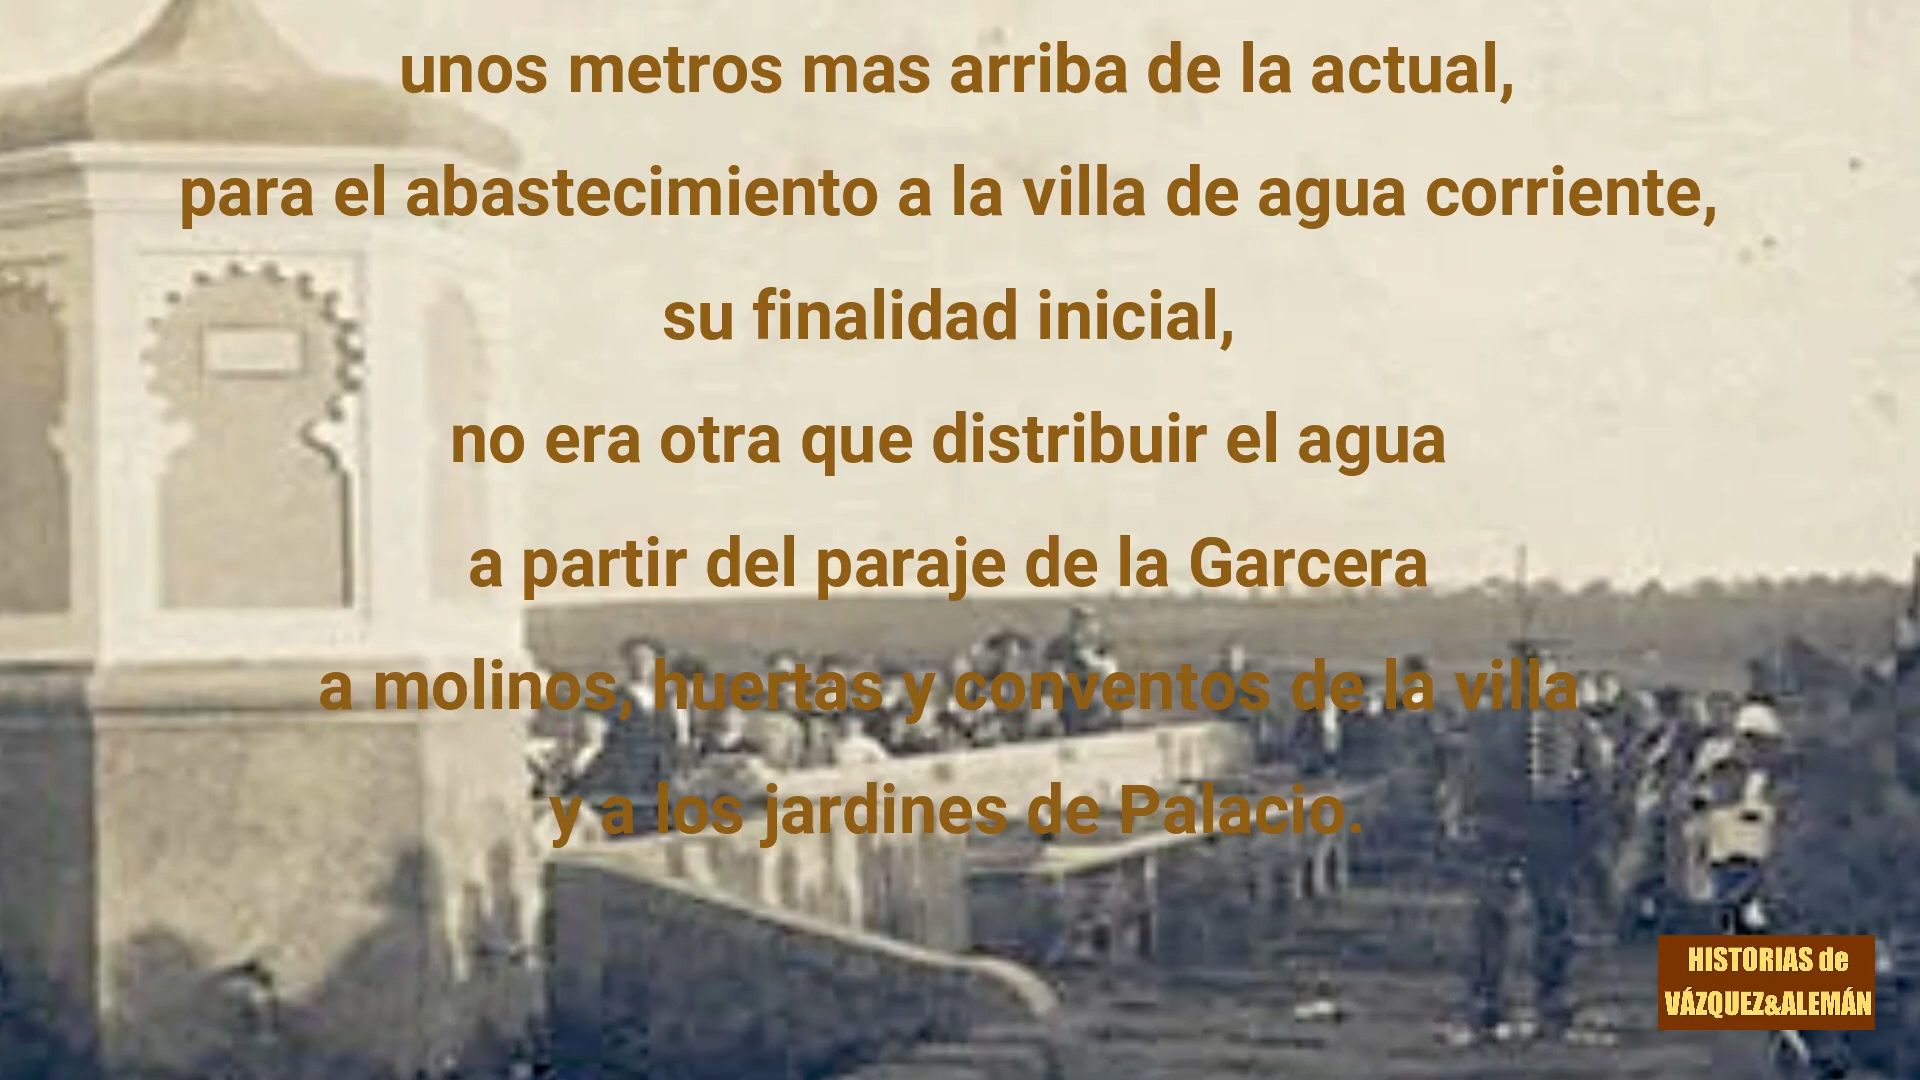 unos metros mas arriba de la actual,
para el abastecimiento a la villa de agua corriente,
su finalidad inicial,
no era otra que distribuir el agua
a partir del paraje de la Garcera
a molinos, huertas y conventos de la villa
y a los jardines de Palacio.
HISTORIAS de
VÁZQUEZ&ALEMÁN